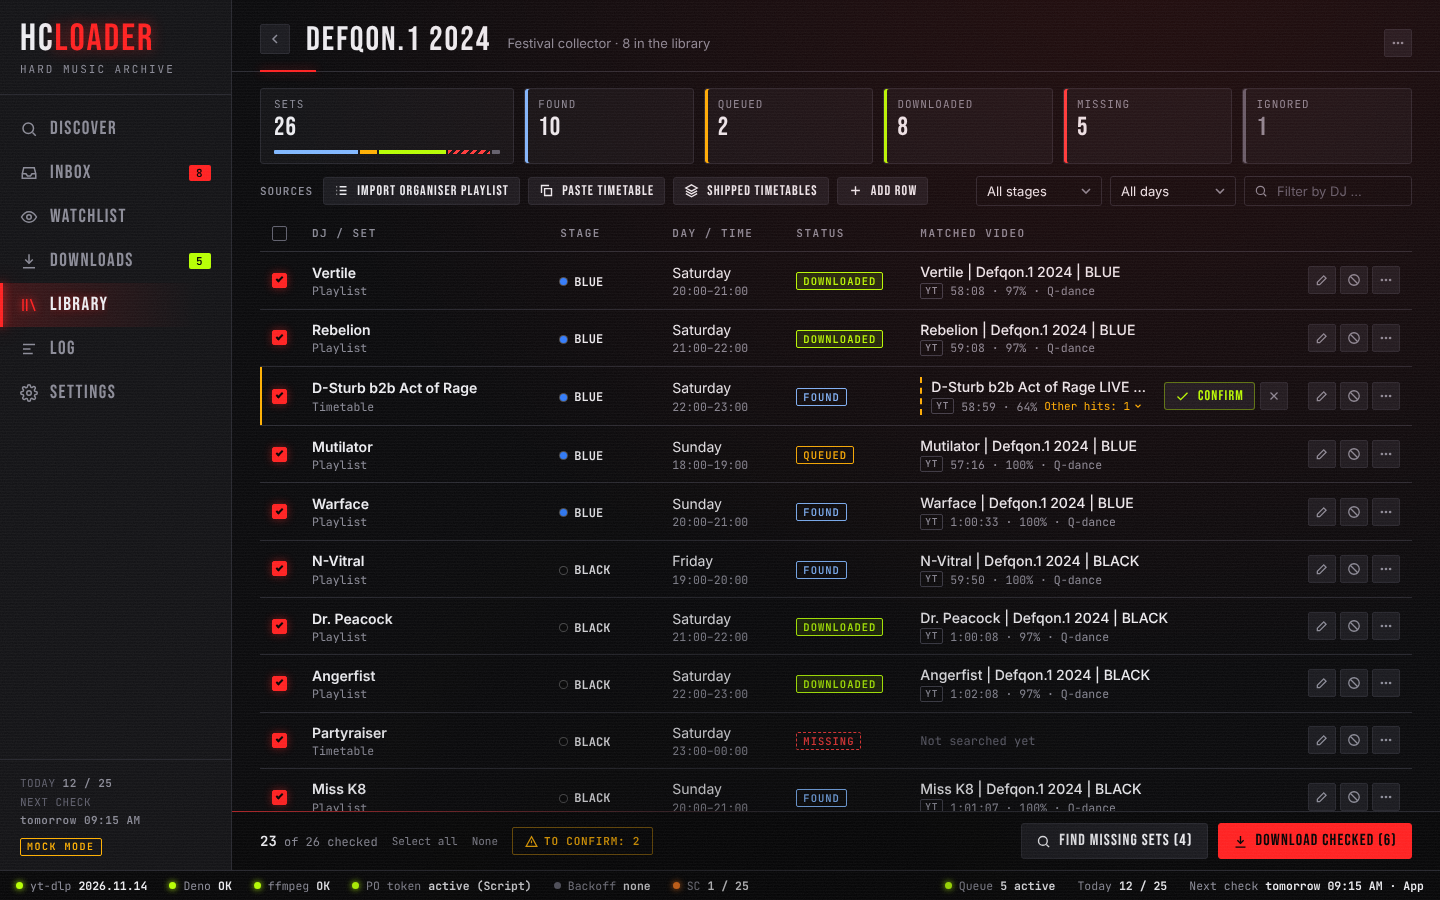 HCLOADER
HARD MUSIC ARCHIVE
DISCOVER
INBOX 8
WATCHLIST
DOWNLOADS 5
LIBRARY
LOG
SETTINGS
TODAY 12 / 25
NEXT CHECK
tomorrow 09:15 AM
MOCK MODE
DEFQON.1 2024 Festival collector · 8 in the library
SETS
26
FOUND
10
QUEUED
2
DOWNLOADED
8
MISSING
5
IGNORED
1
SOURCES IMPORT ORGANISER PLAYLIST PASTE TIMETABLE SHIPPED TIMETABLES ADD ROW All stages All days Filter by DJ ...
DJ / SET STAGE DAY / TIME STATUS MATCHED VIDEO
Vertile BLUE Saturday DOWNLOADED Vertile | Defqon.1 2024 | BLUE
Playlist 20:00–21:00 YT 58:08 · 97% · Q-dance
Rebelion BLUE Saturday DOWNLOADED Rebelion | Defqon.1 2024 | BLUE
Playlist 21:00–22:00 YT 59:08 · 97% · Q-dance
D-Sturb b2b Act of Rage BLUE Saturday FOUND D-Sturb b2b Act of Rage LIVE ... CONFIRM
Timetable 22:00–23:00 YT 58:59 · 64% Other hits: 1
Mutilator BLUE Sunday QUEUED Mutilator | Defqon.1 2024 | BLUE
Playlist 18:00–19:00 YT 57:16 · 100% · Q-dance
Warface BLUE Sunday FOUND Warface | Defqon.1 2024 | BLUE
Playlist 20:00–21:00 YT 1:00:33 · 100% · Q-dance
N-Vitral BLACK Friday FOUND N-Vitral | Defqon.1 2024 | BLACK
Playlist 19:00–20:00 YT 59:50 · 100% · Q-dance
Dr. Peacock BLACK Saturday DOWNLOADED Dr. Peacock | Defqon.1 2024 | BLACK
Playlist 21:00–22:00 YT 1:00:08 · 97% · Q-dance
Angerfist BLACK Saturday DOWNLOADED Angerfist | Defqon.1 2024 | BLACK
Playlist 22:00–23:00 YT 1:02:08 · 97% · Q-dance
Partyraiser BLACK Saturday MISSING Not searched yet
Timetable 23:00–00:00
Miss K8 BLACK Saturday FOUND Miss K8 | Defqon.1 2024 | BLACK
Playlist 20:00–21:00 YT 1:01:07 · 100% · Q-dance
23 of 26 checked Select all None TO CONFIRM: 2 FIND MISSING SETS (4) DOWNLOAD CHECKED (6)
yt-dlp 2026.11.14 Deno OK ffmpeg OK PO token active (Script) Backoff none SC 1 / 25 Queue 5 active Today 12 / 25 Next check tomorrow 09:15 AM · App